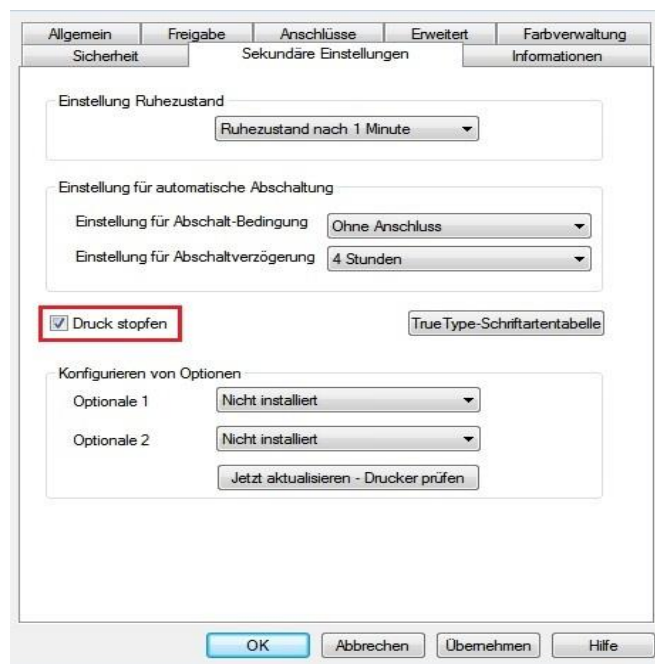 Allgemein Freigabe Anschlüsse Erweitert Farbverwaltung
Sicherheit Sekundäre Einstellungen Informationen
Einstellung Ruhezustand
Ruhezustand nach 1 Minute
Einstellung für automatische Abschaltung
Einstellung für Abschalt-Bedingung Ohne Anschluss
Einstellung für Abschaltverzögerung 4 Stunden
Druck stopfen TrueType-Schriftartentabelle
Konfigurieren von Optionen
Optionale 1 Nicht installiert
Optionale 2 Nicht installiert
Jetzt aktualisieren - Drucker prüfen
OK Abbrechen Übernehmen Hilfe